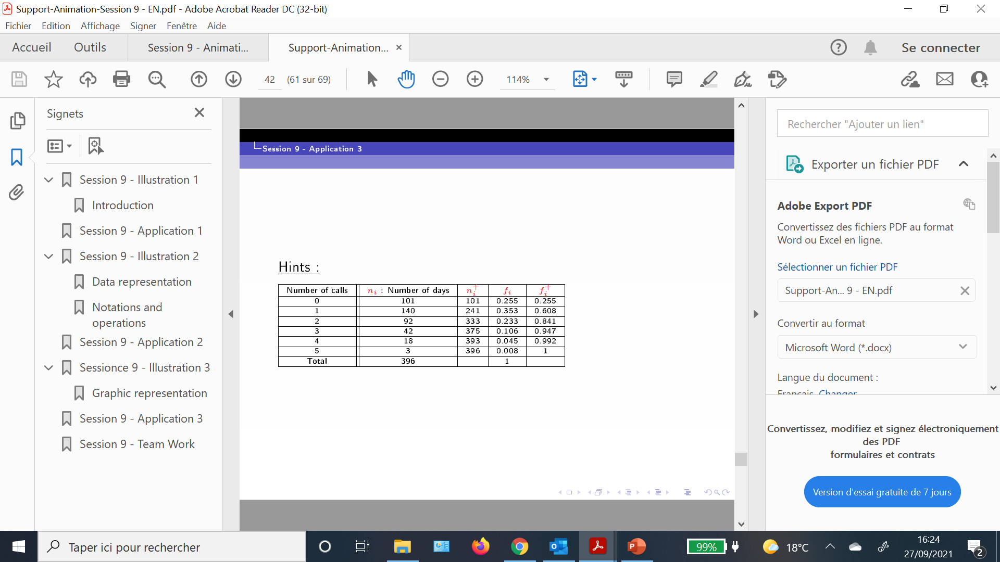 Support-Animation-Session 9 - EN.pdf - Adobe Acrobat Reader DC (32-bit)
Fichier Edition Affichage Signer Fenêtre Aide
Accueil Outils Session 9 - Animati... Support-Animation... × Se connecter
42 (61 sur 69) 114%
Signets
Session 9 - Illustration 1
Introduction
Session 9 - Application 1
Session 9 - Illustration 2
Data representation
Notations and
operations
Session 9 - Application 2
Sessionce 9 - Illustration 3
Graphic representation
Session 9 - Application 3
Session 9 - Team Work
Session 9 - Application 3
Hints :
Number of calls n_i : Number of days n_i^+ f_i f_i^+
0 101 101 0.255 0.255
1 140 241 0.353 0.608
2 92 333 0.233 0.841
3 42 375 0.106 0.947
4 18 393 0.045 0.992
5 3 396 0.008 1
Total 396 1
Rechercher "Ajouter un lien"
Exporter un fichier PDF
Adobe Export PDF
Convertissez des fichiers PDF au format
Word ou Excel en ligne.
Sélectionner un fichier PDF
Support-An... 9 - EN.pdf
Convertir au format
Microsoft Word (*.docx)
Langue du document :
Français Changer
Convertissez, modifiez et signez électroniquement
des PDF
formulaires et contrats
Version d'essai gratuite de 7 jours
Taper ici pour rechercher
99% 18°C 16:24
27/09/2021
2